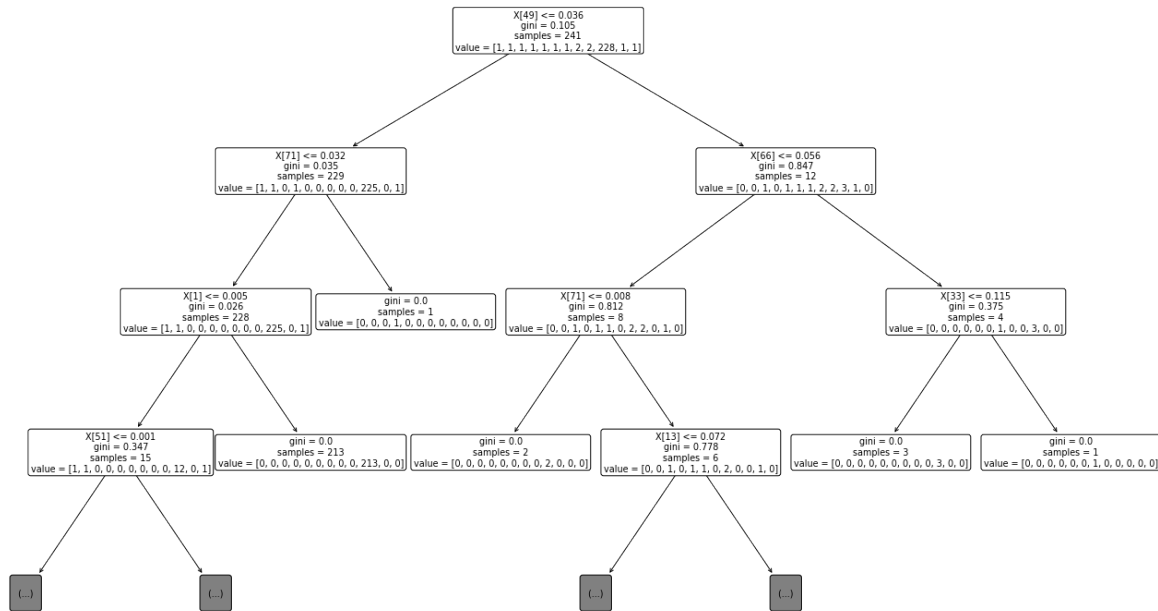 X[49] <= 0.036
gini = 0.105
samples = 241
value = [1, 1, 1, 1, 1, 1, 1, 2, 2, 228, 1, 1]
X[71] <= 0.032
gini = 0.035
samples = 229
value = [1, 1, 0, 1, 0, 0, 0, 0, 0, 225, 0, 1]
X[66] <= 0.056
gini = 0.847
samples = 12
value = [0, 0, 1, 0, 1, 1, 1, 2, 2, 3, 1, 0]
X[1] <= 0.005
gini = 0.026
samples = 228
value = [1, 1, 0, 0, 0, 0, 0, 0, 0, 225, 0, 1]
gini = 0.0
samples = 1
value = [0, 0, 0, 1, 0, 0, 0, 0, 0, 0, 0, 0]
X[71] <= 0.008
gini = 0.812
samples = 8
value = [0, 0, 1, 0, 1, 1, 0, 2, 2, 0, 1, 0]
X[33] <= 0.115
gini = 0.375
samples = 4
value = [0, 0, 0, 0, 0, 0, 1, 0, 0, 3, 0, 0]
X[51] <= 0.001
gini = 0.347
samples = 15
value = [1, 1, 0, 0, 0, 0, 0, 0, 0, 12, 0, 1]
gini = 0.0
samples = 213
value = [0, 0, 0, 0, 0, 0, 0, 0, 0, 213, 0, 0]
gini = 0.0
samples = 2
value = [0, 0, 0, 0, 0, 0, 0, 0, 2, 0, 0, 0]
X[13] <= 0.072
gini = 0.778
samples = 6
value = [0, 0, 1, 0, 1, 1, 0, 2, 0, 0, 1, 0]
gini = 0.0
samples = 3
value = [0, 0, 0, 0, 0, 0, 0, 0, 0, 3, 0, 0]
gini = 0.0
samples = 1
value = [0, 0, 0, 0, 0, 0, 1, 0, 0, 0, 0, 0]
(...)
(...)
(...)
(...)